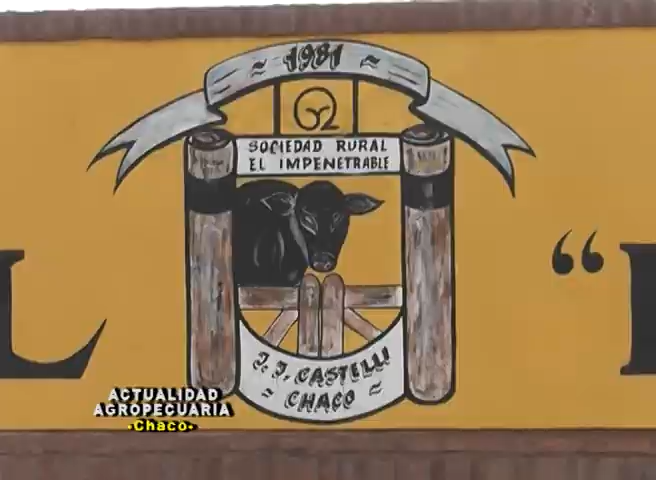 ~ 1981 ~
SOCIEDAD RURAL
EL IMPENETRABLE
J. J. CASTELLI
~ CHACO ~
L "
ACTUALIDAD
AGROPECUARIA
·Chaco·